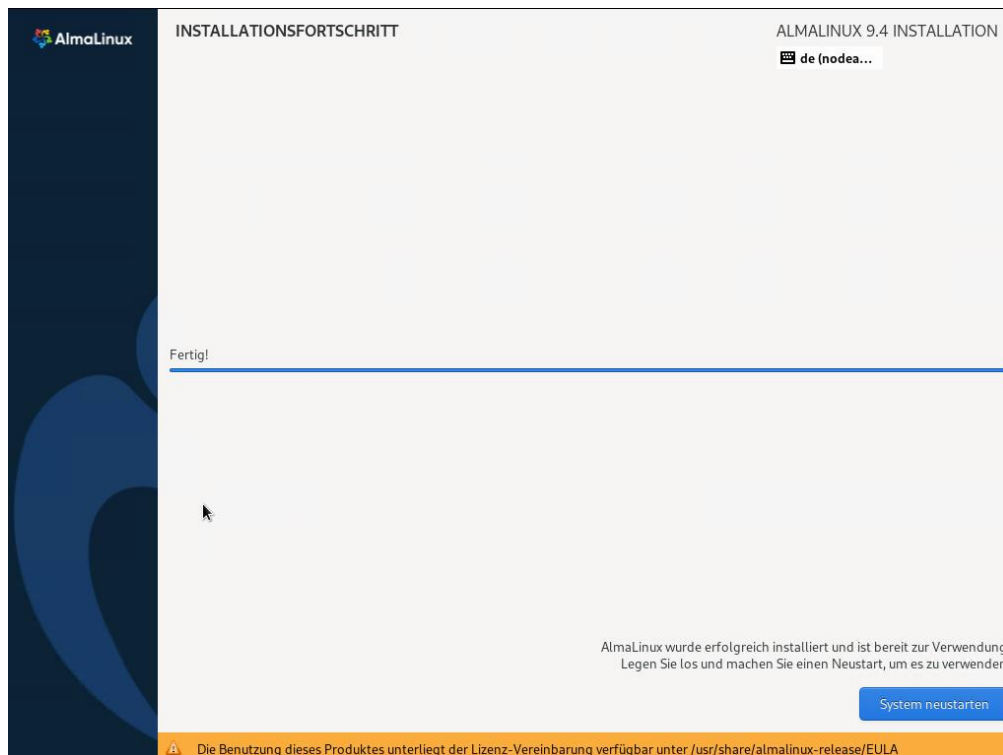 AlmaLinux
INSTALLATIONSFORTSCHRITT
ALMALINUX 9.4 INSTALLATION
de (nodea...
Fertig!
AlmaLinux wurde erfolgreich installiert und ist bereit zur Verwendung
Legen Sie los und machen Sie einen Neustart, um es zu verwenden
System neustarten
Die Benutzung dieses Produktes unterliegt der Lizenz-Vereinbarung verfügbar unter /usr/share/almalinux-release/EULA